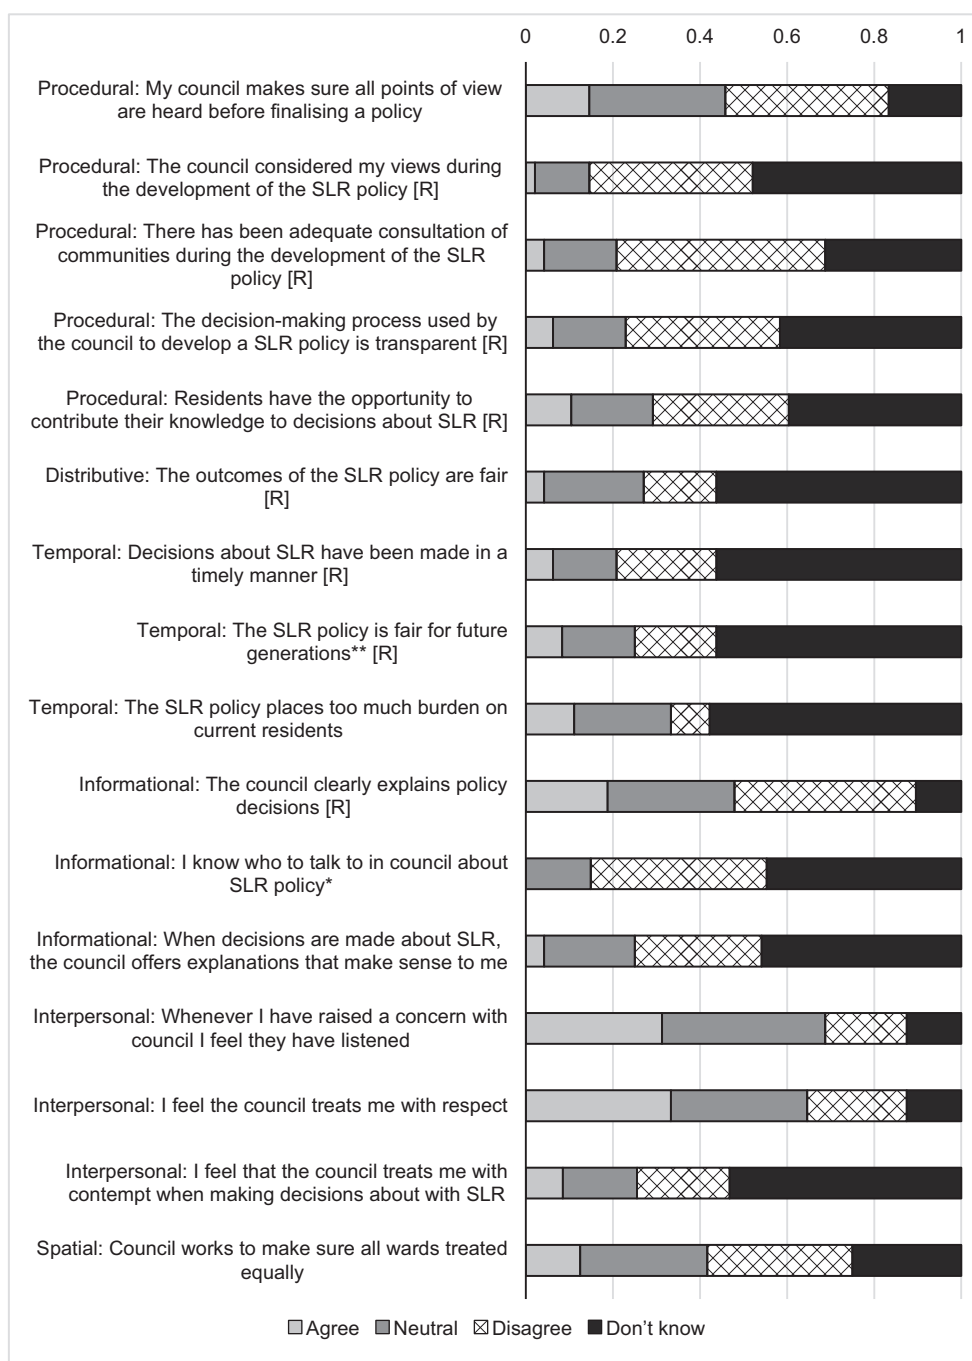 0 0.2 0.4 0.6 0.8 1
Procedural: My council makes sure all points of view
are heard before finalising a policy
Procedural: The council considered my views during
the development of the SLR policy [R]
Procedural: There has been adequate consultation of
communities during the development of the SLR
policy [R]
Procedural: The decision-making process used by
the council to develop a SLR policy is transparent [R]
Procedural: Residents have the opportunity to
contribute their knowledge to decisions about SLR [R]
Distributive: The outcomes of the SLR policy are fair
[R]
Temporal: Decisions about SLR have been made in a
timely manner [R]
Temporal: The SLR policy is fair for future
generations** [R]
Temporal: The SLR policy places too much burden on
current residents
Informational: The council clearly explains policy
decisions [R]
Informational: I know who to talk to in council about
SLR policy*
Informational: When decisions are made about SLR,
the council offers explanations that make sense to me
Interpersonal: Whenever I have raised a concern with
council I feel they have listened
Interpersonal: I feel the council treats me with respect
Interpersonal: I feel that the council treats me with
contempt when making decisions about with SLR
Spatial: Council works to make sure all wards treated
equally
Agree Neutral Disagree Don't know